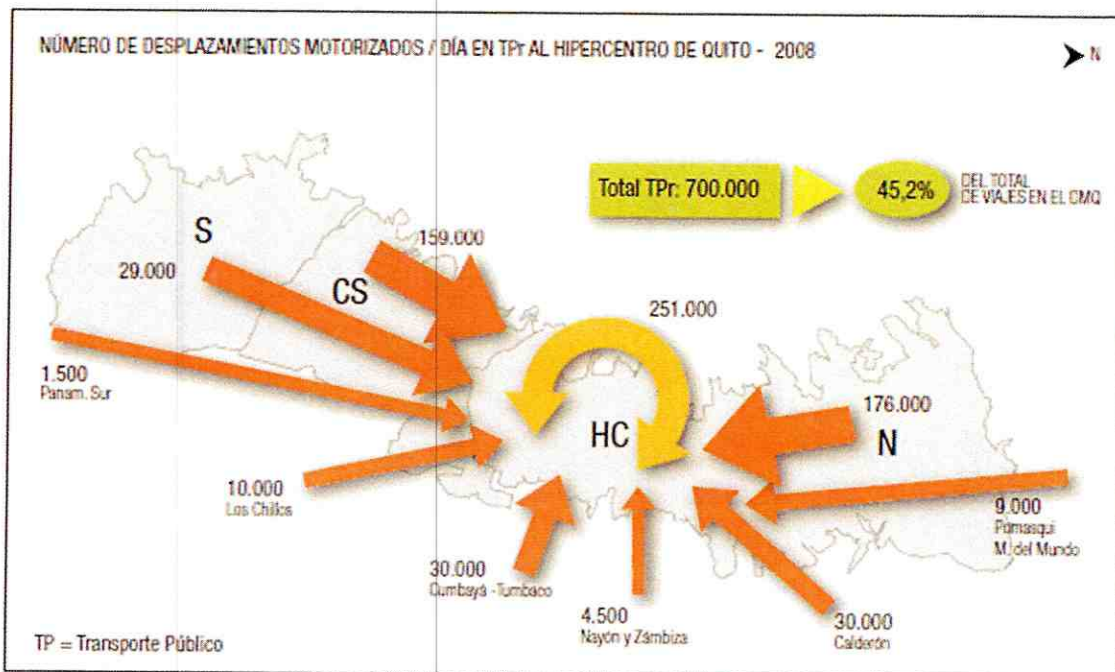 NÚMERO DE DESPLAZAMIENTOS MOTORIZADOS / DÍA EN TPr AL HIPERCENTRO DE QUITO - 2008
N
Total TPr: 700.000
45,2%
DEL TOTAL
DE VIAJES EN EL DMQ
S
159.000
29.000
CS
251.000
1.500
Panam. Sur
HC
176.000
N
10.000
Los Chillos
9.000
Pomasqui
M. del Mundo
30.000
Cumbayá - Tumbaco
4.500
Nayón y Zámbiza
30.000
Calderón
TP = Transporte Público